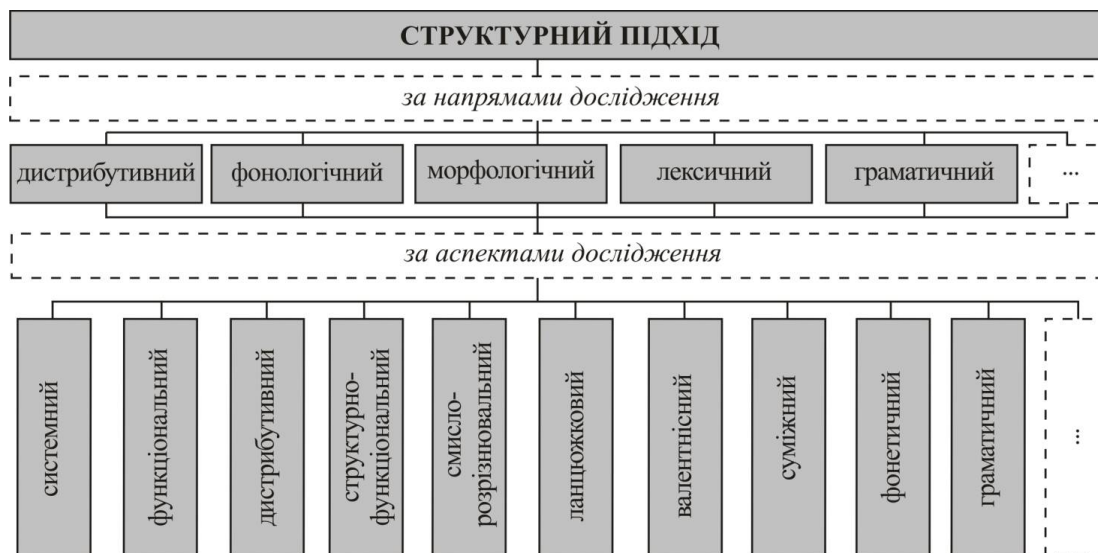 СТРУКТУРНИЙ ПІДХІД
за напрямами дослідження
дистрибутивний
фонологічний
морфологічний
лексичний
граматичний
...
за аспектами дослідження
системний
функціональний
дистрибутивний
структурно-
функціональний
смисло-
розрізнювальний
ланцюжковий
валентнісний
суміжний
фонетичний
граматичний
...